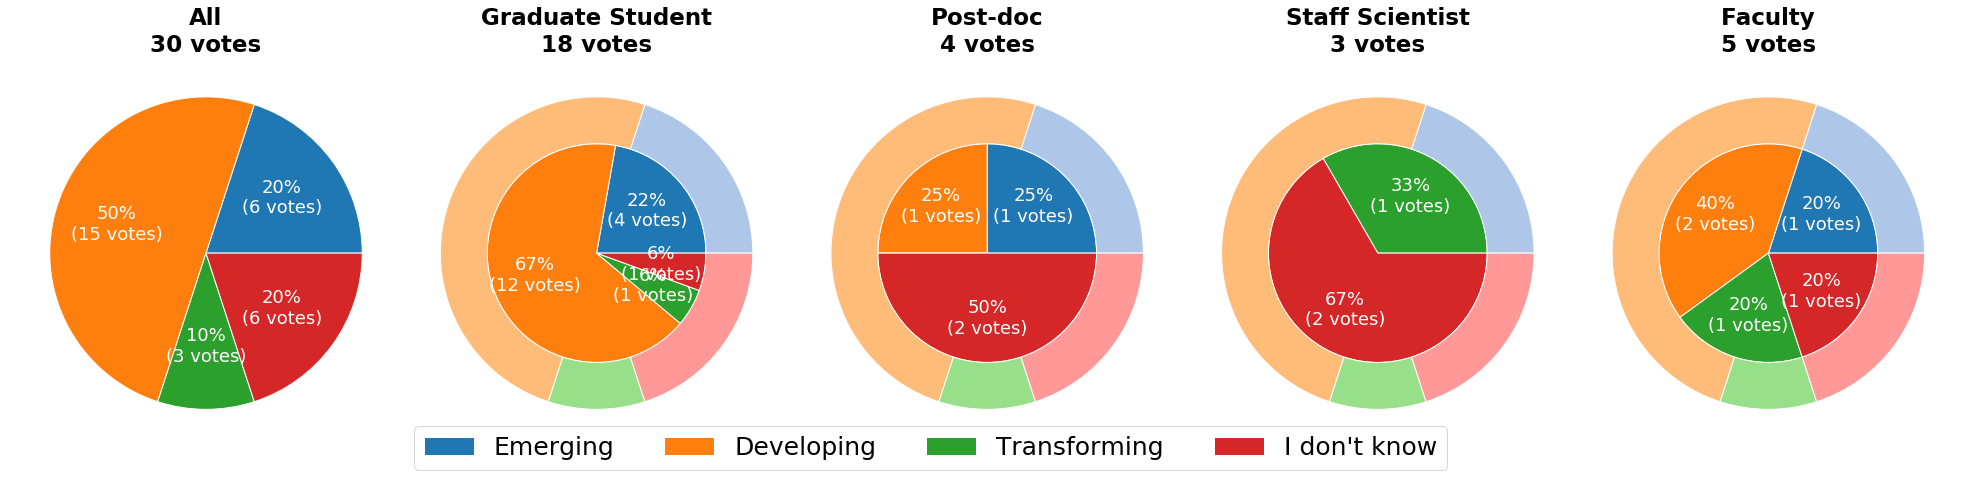 All
30 votes
Graduate Student
18 votes
Post-doc
4 votes
Staff Scientist
3 votes
Faculty
5 votes
20%
(6 votes)
50%
(15 votes)
10%
(3 votes)
20%
(6 votes)
22%
(4 votes)
67%
(12 votes)
6%
(1 votes)
6%
(1 votes)
25%
(1 votes)
25%
(1 votes)
50%
(2 votes)
33%
(1 votes)
67%
(2 votes)
20%
(1 votes)
40%
(2 votes)
20%
(1 votes)
20%
(1 votes)
Emerging
Developing
Transforming
I don't know